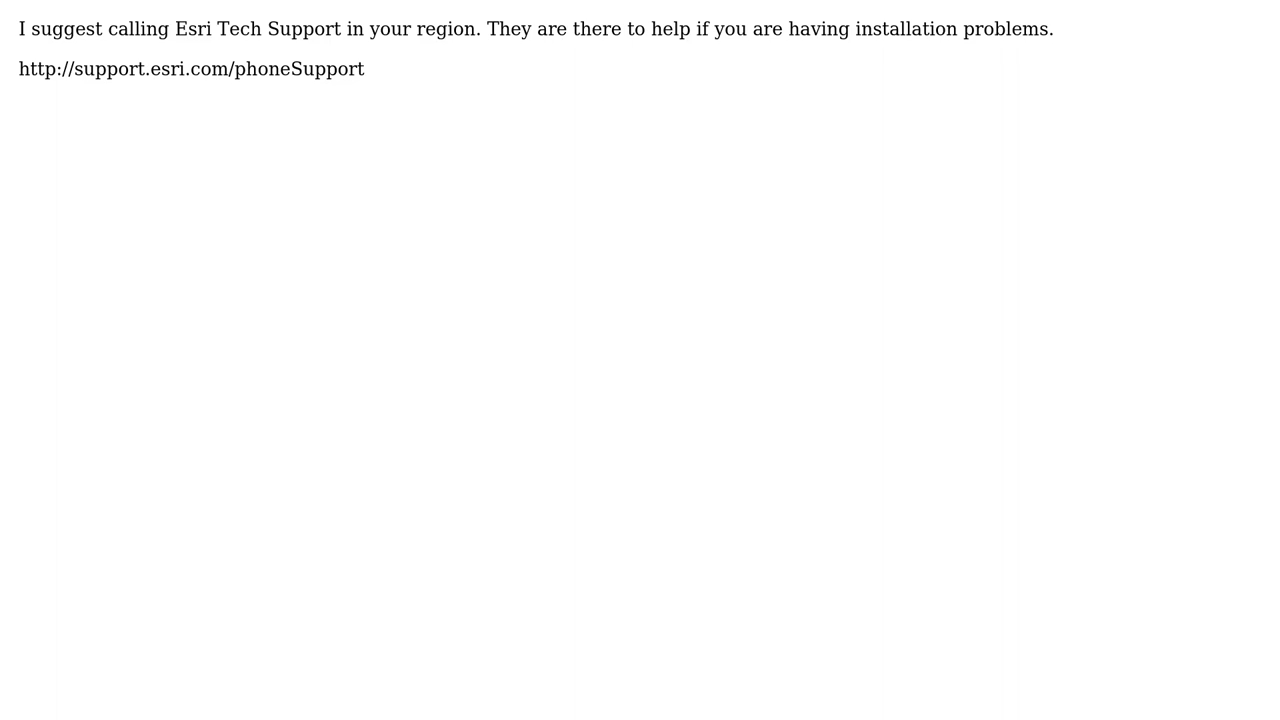 I suggest calling Esri Tech Support in your region. They are there to help if you are having installation problems.
http://support.esri.com/phoneSupport